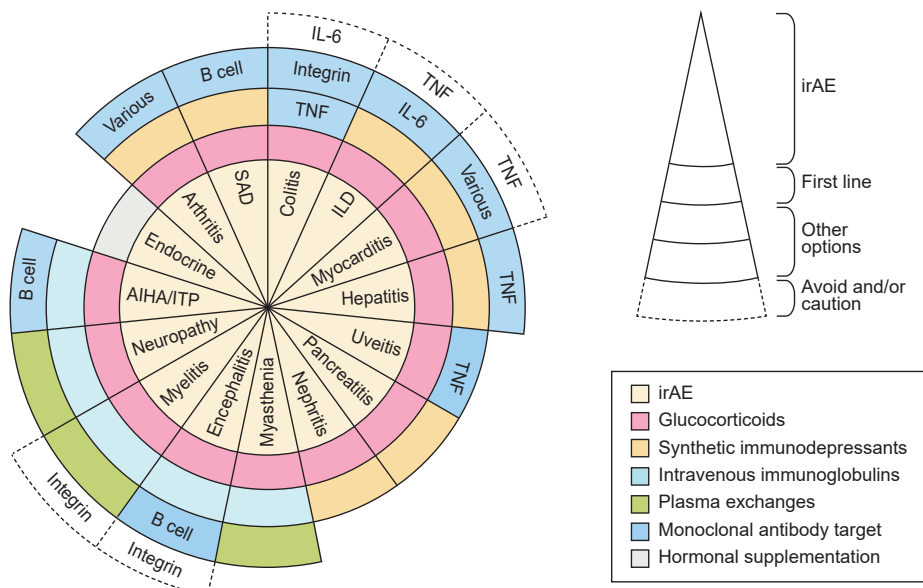 IL-6
TNF
TNF
Various
B cell
Integrin
TNF
IL-6
Various
TNF
TNF
B cell
Integrin
B cell
Integrin
Arthritis
SAD
Colitis
ILD
Myocarditis
Hepatitis
Uveitis
Pancreatitis
Nephritis
Myasthenia
Encephalitis
Myelitis
Neuropathy
AIHA/ITP
Endocrine
irAE
First line
Other
options
Avoid and/or
caution
irAE
Glucocorticoids
Synthetic immunodepressants
Intravenous immunoglobulins
Plasma exchanges
Monoclonal antibody target
Hormonal supplementation